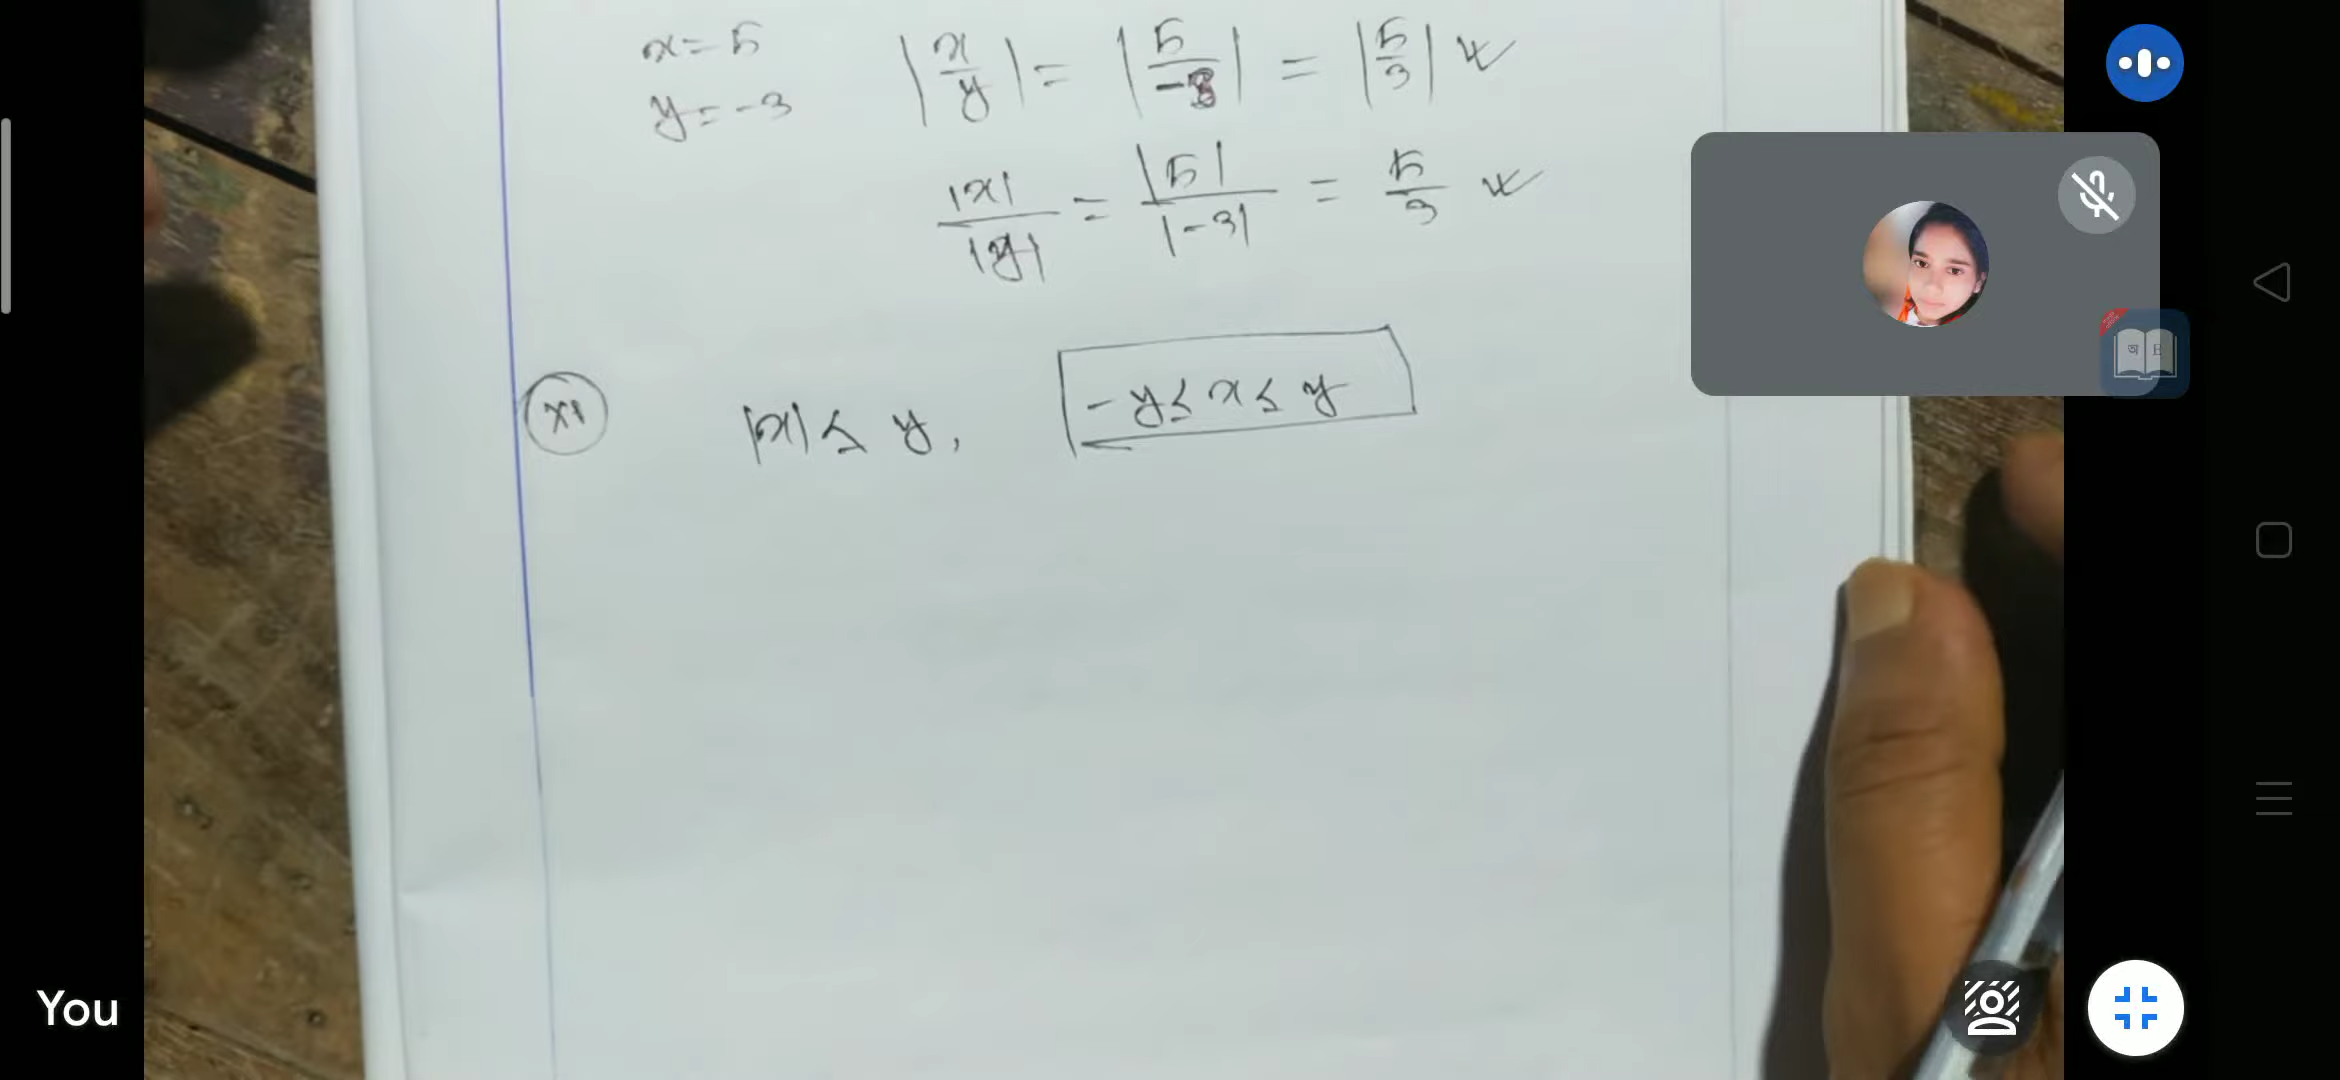 x = 5 |x/y| = |5/-3| = |5/3|
y = -3
|x|/|y| = |5|/|-3| = 5/3
xi |x| ≤ y, -y ≤ x ≤ y
অ E
You